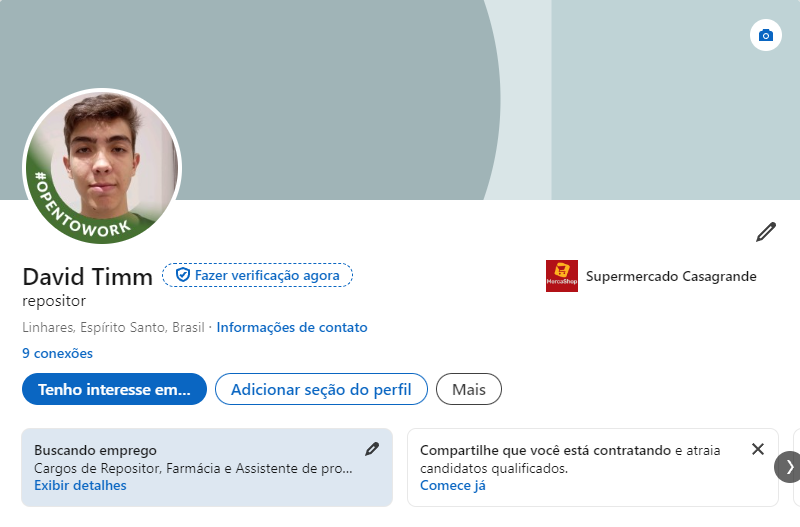 #OPENTOWORK
David Timm
Fazer verificação agora
MercaShop
Supermercado Casagrande
repositor
Linhares, Espírito Santo, Brasil · Informações de contato
9 conexões
Tenho interesse em...
Adicionar seção do perfil
Mais
Buscando emprego
Cargos de Repositor, Farmácia e Assistente de pro...
Exibir detalhes
Compartilhe que você está contratando e atraia
candidatos qualificados.
Comece já